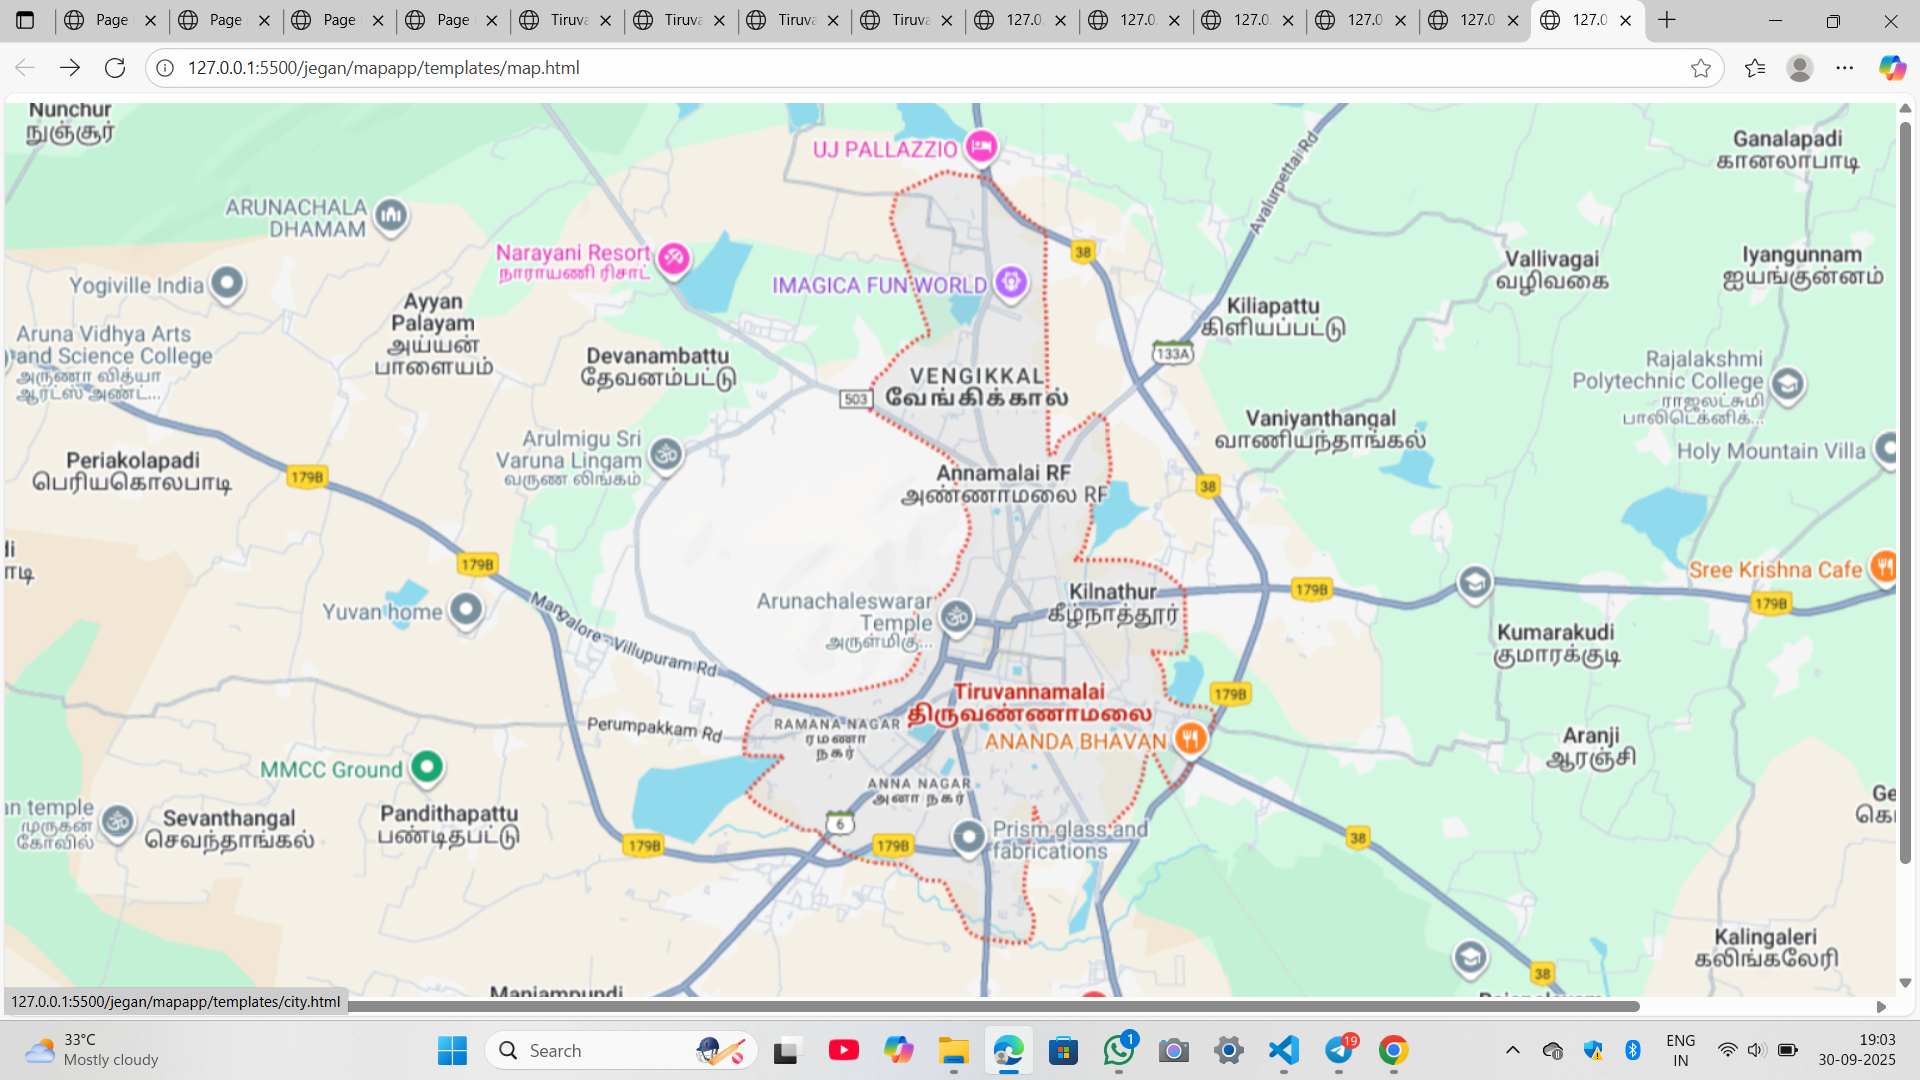 Page
Page
Page
Page
Tiruva
Tiruva
Tiruva
Tiruva
127.0.
127.0.
127.0
127.0
127.0
127.0
127.0.0.1:5500/jegan/mapapp/templates/map.html
Nunchur
நுஞ்சூர்
UJ PALLAZZIO
Avalurpettai Rd
Ganalapadi
கானலாபாடி
ARUNACHALA
DHAMAM
Narayani Resort
நாராயணி ரிசாட்
38
Vallivagai
வழிவகை
Iyangunnam
ஐயங்குன்னம்
Yogiville India
IMAGICA FUN WORLD
Ayyan
Palayam
அய்யன்
பாளையம்
Kiliapattu
கிளியப்பட்டு
Aruna Vidhya Arts
and Science College
அருணா வித்யா
ஆர்ட்ஸ் அண்ட்...
Devanambattu
தேவனம்பட்டு
133A
Rajalakshmi
Polytechnic College
ராஜலட்சுமி
பாலிடெக்னிக்...
VENGIKKAL
வேங்கிக்கால்
503
Vaniyanthangal
வாணியந்தாங்கல்
Arulmigu Sri
Varuna Lingam
வருண லிங்கம்
Holy Mountain Villa
Periakolapadi
பெரியகொலபாடி
179B
Annamalai RF
அண்ணாமலை RF
38
179B
Sree Krishna Cafe
179B
179B
Kilnathur
கீழ்நாத்தூர்
Arunachaleswarar
Temple
அருள்மிகு...
Yuvan home
Mangalore - Villupuram Rd
Kumarakudi
குமாரக்குடி
Tiruvannamalai
திருவண்ணாமலை
179B
RAMANA NAGAR
ரமணா
நகர்
Perumpakkam Rd
ANANDA BHAVAN
Aranji
ஆரஞ்சி
MMCC Ground
ANNA NAGAR
அனா நகர்
an temple
முருகன்
கோவில்
Sevanthangal
செவந்தாங்கல்
Pandithapattu
பண்டிதபட்டு
6
Prism glass and
fabrications
179B
179B
38
Kalingaleri
கலிங்கலேரி
38
Maniampundi
127.0.0.1:5500/jegan/mapapp/templates/city.html
33°C
Mostly cloudy
Search
1
19
ENG
IN
19:03
30-09-2025